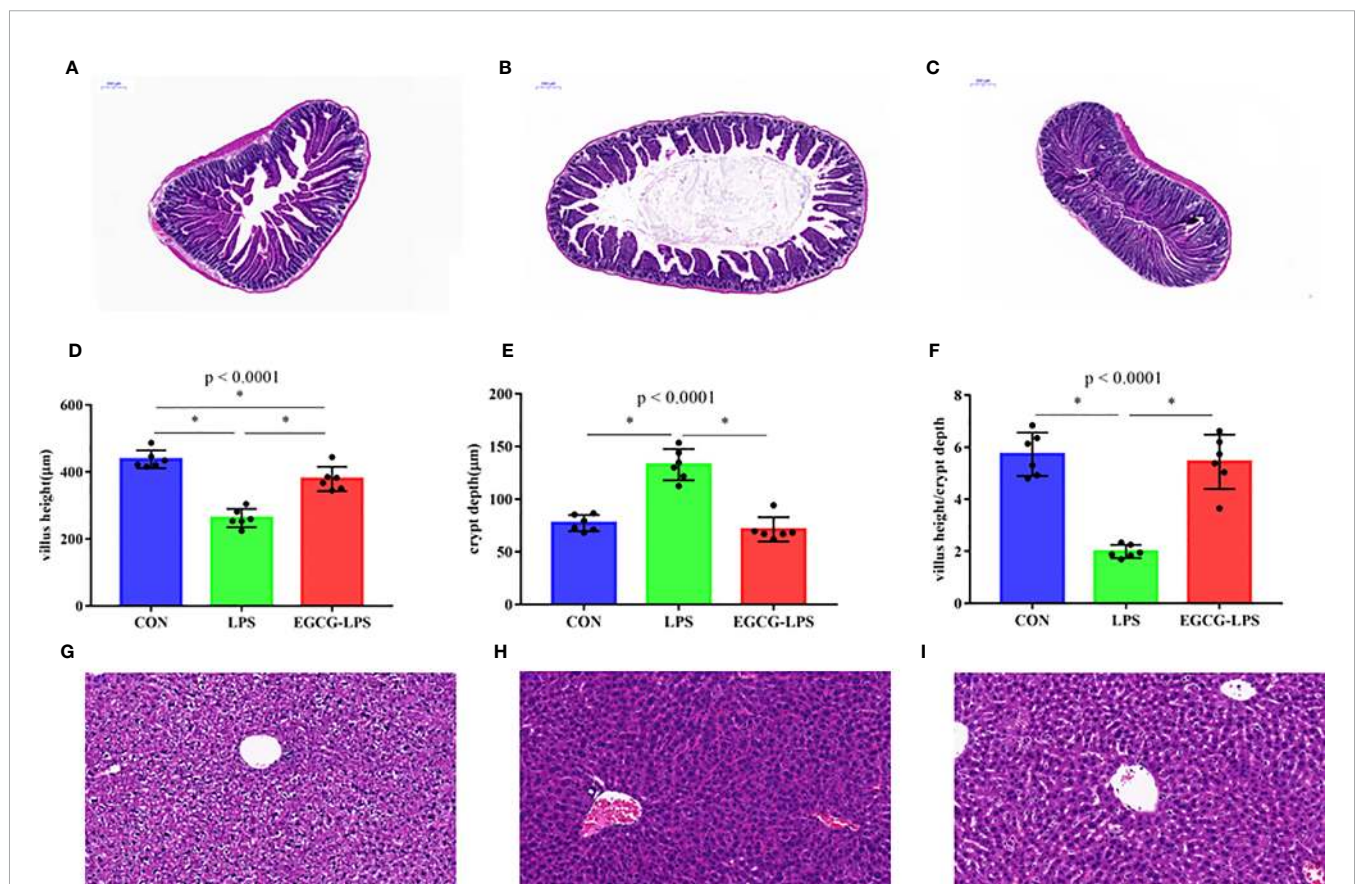 A
B
C
D
p < 0.0001
*
*
*
villus height(μm)
600
400
200
0
CON
LPS
EGCG-LPS
E
p < 0.0001
*
*
crypt depth(μm)
200
150
100
50
0
CON
LPS
EGCG-LPS
F
p < 0.0001
*
*
villus height/crypt depth
8
6
4
2
0
CON
LPS
EGCG-LPS
G
H
I